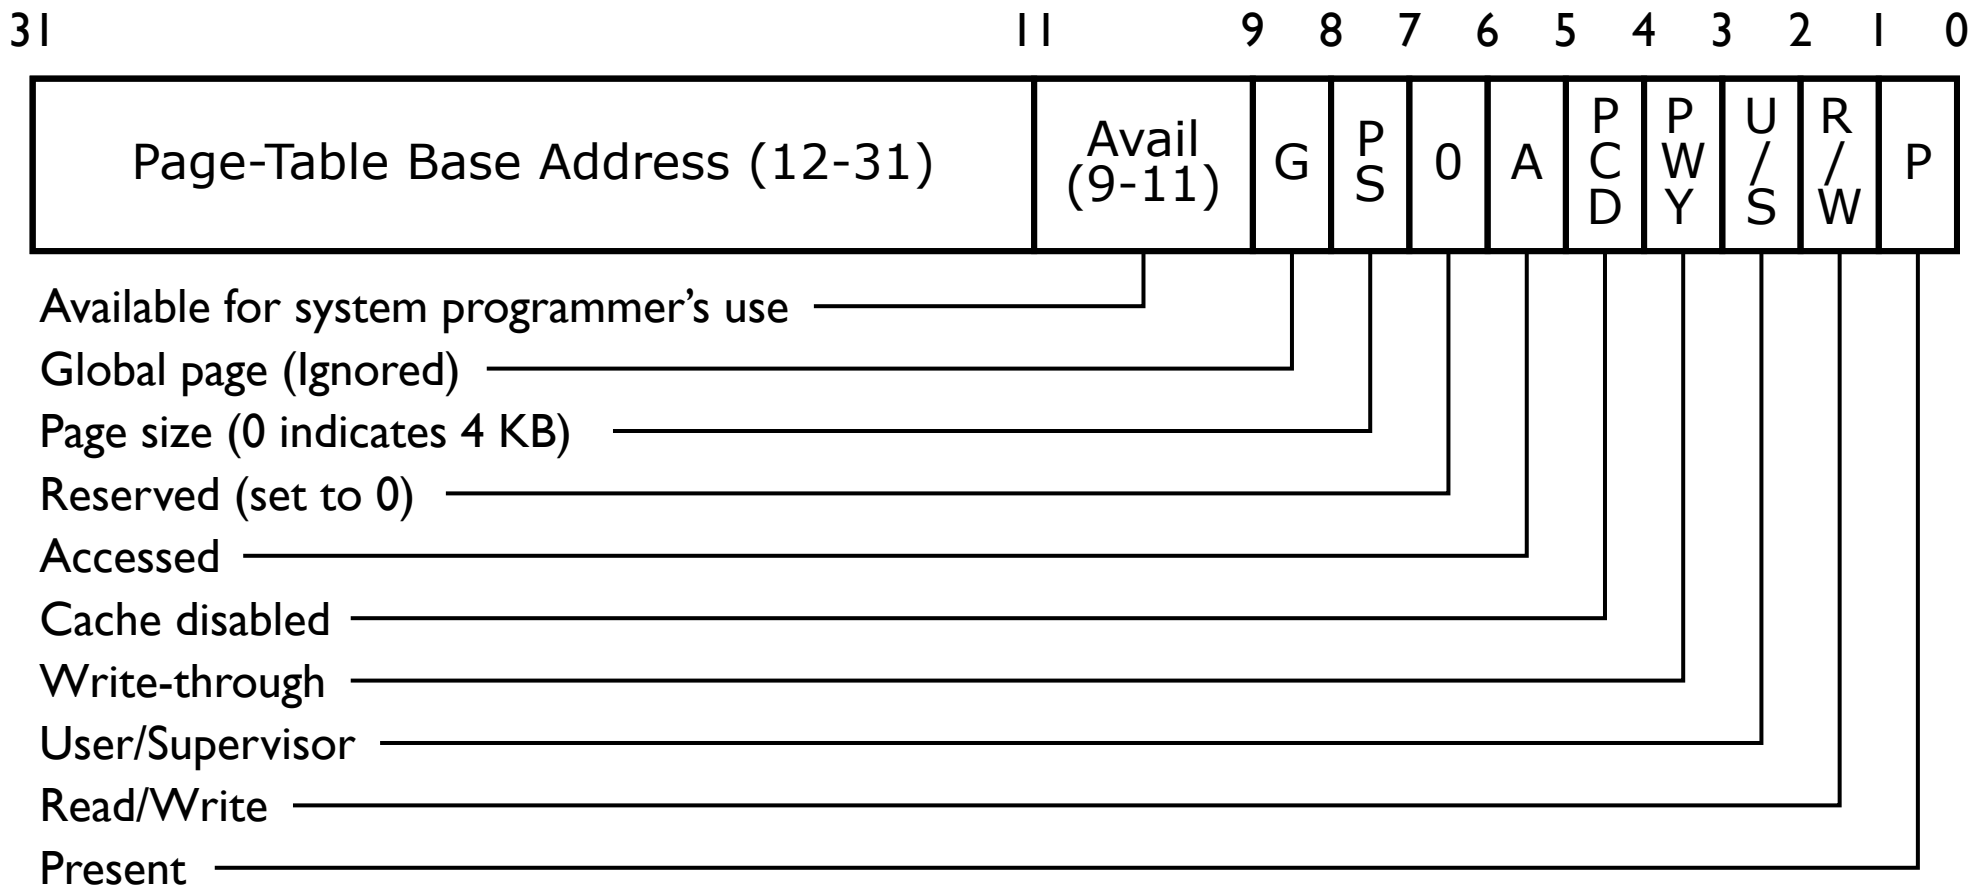 31 11 9 8 7 6 5 4 3 2 1 0
Page-Table Base Address (12-31)
Avail
(9-11)
G
P
S
0
A
P
C
D
P
W
Y
U
/
S
R
/
W
P
Available for system programmer’s use
Global page (Ignored)
Page size (0 indicates 4 KB)
Reserved (set to 0)
Accessed
Cache disabled
Write-through
User/Supervisor
Read/Write
Present